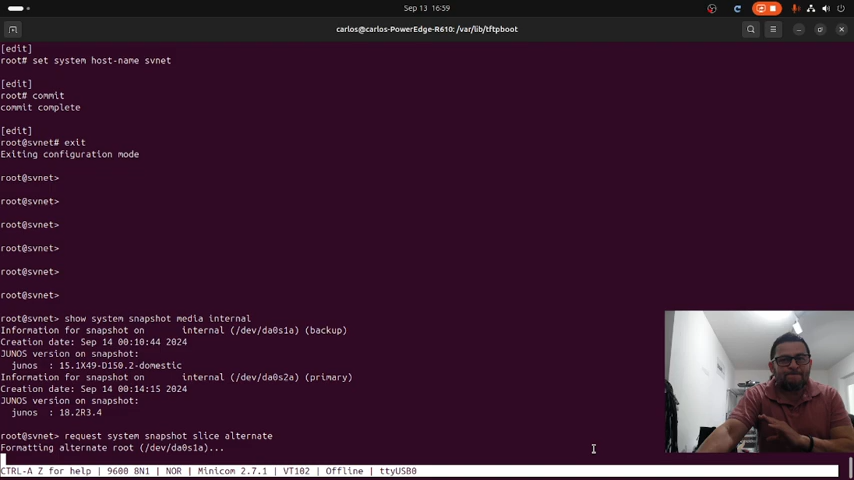 Sep 13 16:59
carlos@carlos-PowerEdge-R610: /var/lib/tftpboot
[edit]
root# set system host-name svnet
[edit]
root# commit
commit complete
[edit]
root@svnet# exit
Exiting configuration mode
root@svnet>
root@svnet>
root@svnet>
root@svnet>
root@svnet>
root@svnet>
root@svnet> show system snapshot media internal
Information for snapshot on internal (/dev/da0s1a) (backup)
Creation date: Sep 14 00:10:44 2024
JUNOS version on snapshot:
junos : 15.1X49-D150.2-domestic
Information for snapshot on internal (/dev/da0s2a) (primary)
Creation date: Sep 14 00:14:15 2024
JUNOS version on snapshot:
junos : 18.2R3.4
root@svnet> request system snapshot slice alternate
Formatting alternate root (/dev/da0s1a)...
CTRL-A Z for help | 9600 8N1 | NOR | Minicom 2.7.1 | VT102 | Offline | ttyUSB0